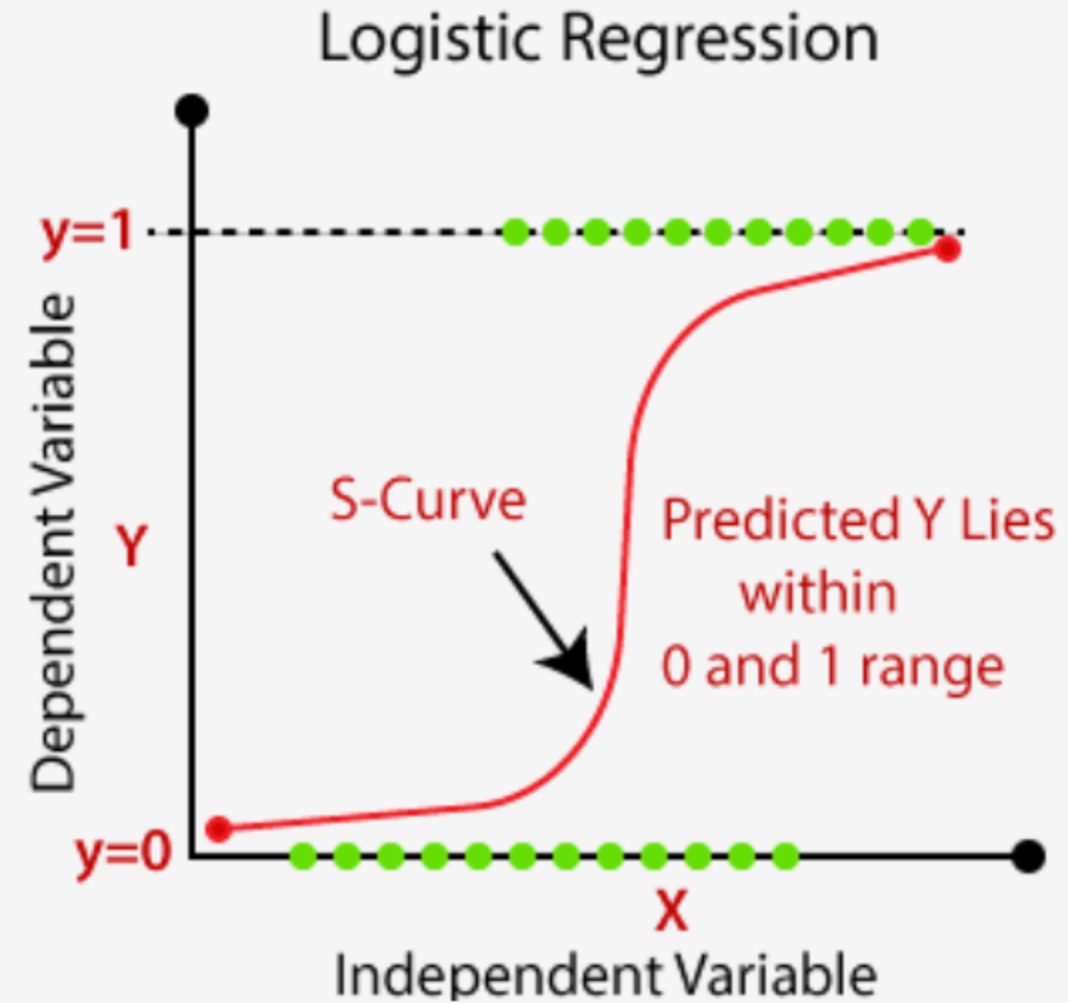 Logistic Regression
y=1
Dependent Variable
Y
S-Curve
Predicted Y Lies
within
0 and 1 range
y=0
X
Independent Variable